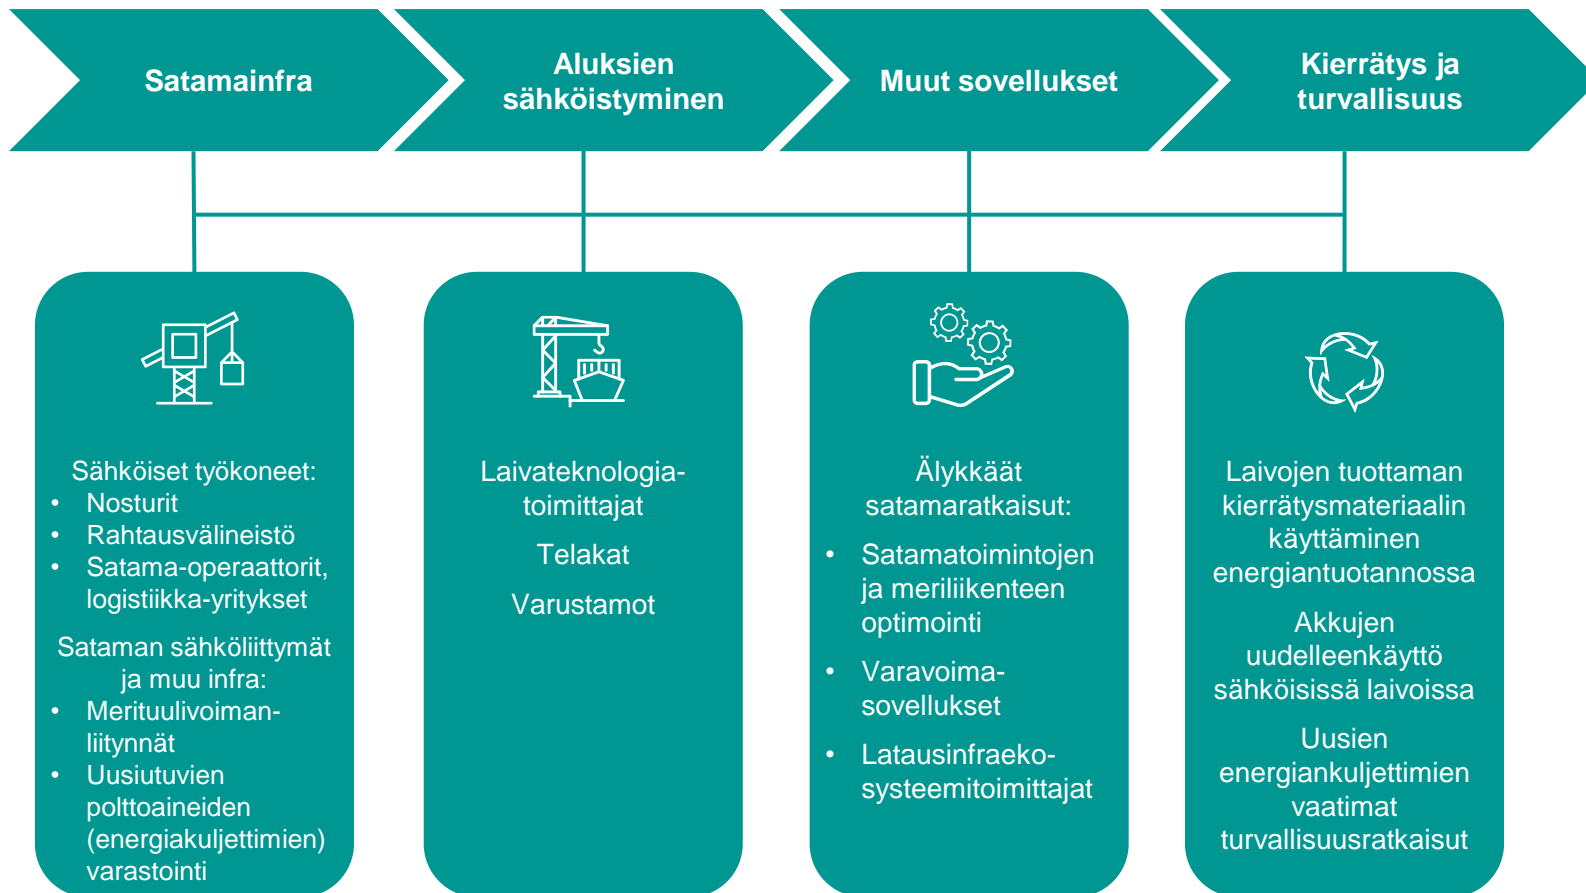 Satamainfra
Aluksien
sähköistyminen
Muut sovellukset
Kierrätys ja
turvallisuus
Sähköiset työkoneet:
• Nosturit
• Rahtausvälineistö
• Satama-operaattorit,
logistiikka-yritykset
Sataman sähköliittymät
ja muu infra:
• Merituulivoiman-
liitynnät
• Uusiutuvien
polttoaineiden
(energiakuljettimien)
varastointi
Laivateknologia-
toimittajat
Telakat
Varustamot
Älykkäät
satamaratkaisut:
• Satamatoimintojen
ja meriliikenteen
optimointi
• Varavoima-
sovellukset
• Latausinfraeko-
systeemitoimittajat
Laivojen tuottaman
kierrätysmateriaalin
käyttäminen
energiantuotannossa
Akkujen
uudelleenkäyttö
sähköisissä laivoissa
Uusien
energiankuljettimien
vaatimat
turvallisuusratkaisut